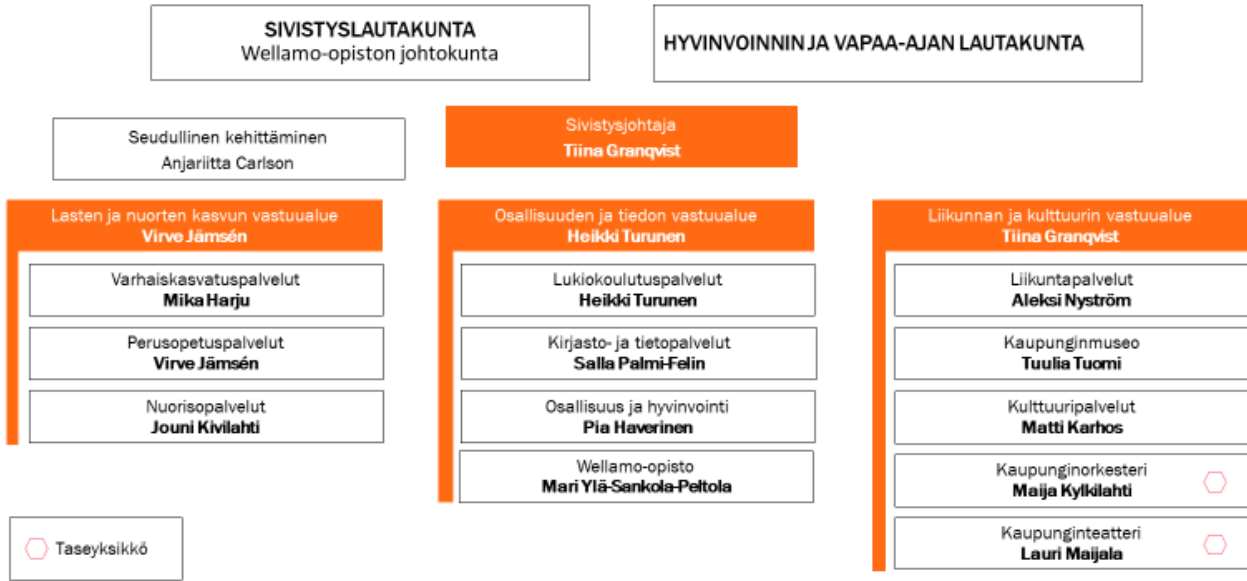 SIVISTYSLAUTAKUNTA
Wellamo-opiston johtokunta
HYVINVOINNIN JA VAPAA-AJAN LAUTAKUNTA
Seudullinen kehittäminen
Anjariitta Carlson
Sivistysjohtaja
Tiina Granqvist
Lasten ja nuorten kasvun vastuualue
Virve Jämsén
Varhaiskasvatuspalvelut
Mika Harju
Perusopetuspalvelut
Virve Jämsén
Nuorisopalvelut
Jouni Kivilahti
Osallisuuden ja tiedon vastuualue
Heikki Turunen
Lukiokoulutuspalvelut
Heikki Turunen
Kirjasto- ja tietopalvelut
Salla Palmi-Felin
Osallisuus ja hyvinvointi
Pia Haverinen
Wellamo-opisto
Mari Ylä-Sankola-Peltola
Liikunnan ja kulttuurin vastuualue
Tiina Granqvist
Liikuntapalvelut
Aleksi Nyström
Kaupunginmuseo
Tuulia Tuomi
Kulttuuripalvelut
Matti Karhos
Kaupunginorkesteri
Maija Kylkilahti
Kaupunginteatteri
Lauri Maijala
Taseyksikkö